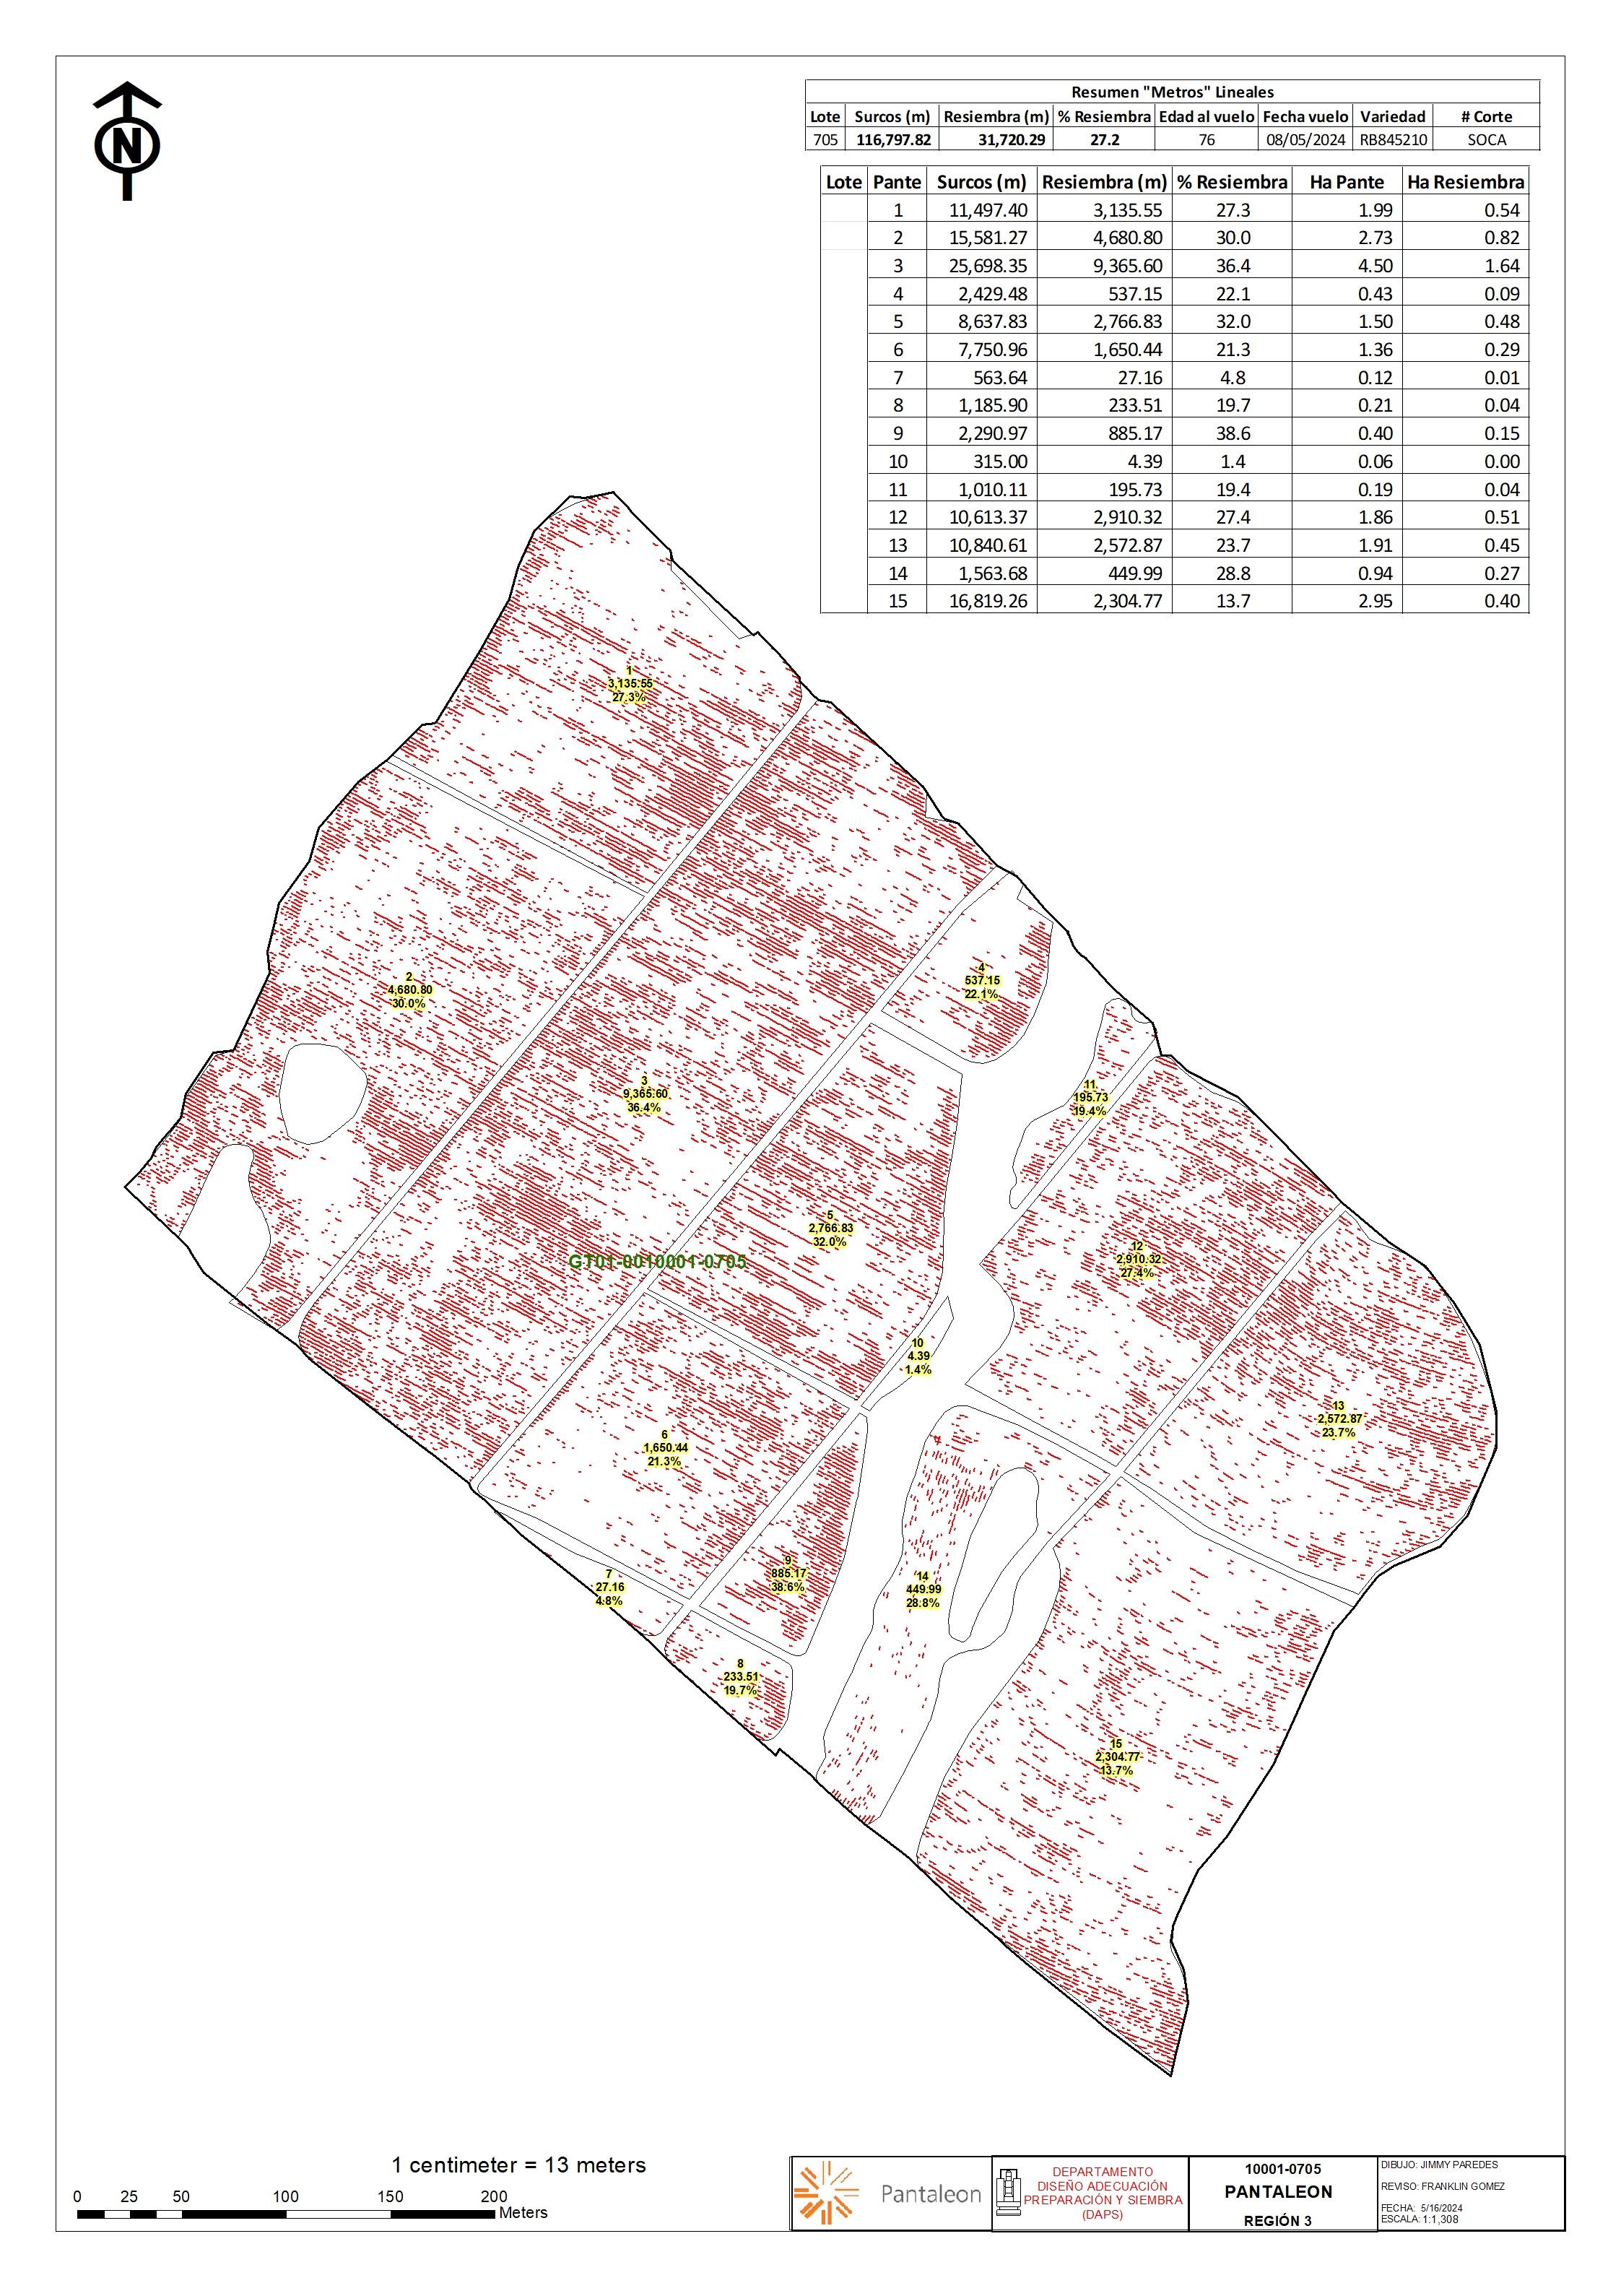 N
Resumen "Metros" Lineales
Lote Surcos (m) Resiembra (m) % Resiembra Edad al vuelo Fecha vuelo Variedad # Corte
705 116,797.82 31,720.29 27.2 76 08/05/2024 RB845210 SOCA
Lote Pante Surcos (m) Resiembra (m) % Resiembra Ha Pante Ha Resiembra
1 11,497.40 3,135.55 27.3 1.99 0.54
2 15,581.27 4,680.80 30.0 2.73 0.82
3 25,698.35 9,365.60 36.4 4.50 1.64
4 2,429.48 537.15 22.1 0.43 0.09
5 8,637.83 2,766.83 32.0 1.50 0.48
6 7,750.96 1,650.44 21.3 1.36 0.29
7 563.64 27.16 4.8 0.12 0.01
8 1,185.90 233.51 19.7 0.21 0.04
9 2,290.97 885.17 38.6 0.40 0.15
10 315.00 4.39 1.4 0.06 0.00
11 1,010.11 195.73 19.4 0.19 0.04
12 10,613.37 2,910.32 27.4 1.86 0.51
13 10,840.61 2,572.87 23.7 1.91 0.45
14 1,563.68 449.99 28.8 0.94 0.27
15 16,819.26 2,304.77 13.7 2.95 0.40
1
3,135.55
27.3%
2
4,680.80
30.0%
4
537.15
22.1%
3
9,365.60
36.4%
11
195.73
19.4%
5
2,766.83
32.0%
GT01-0010001-0705
12
2,910.32
27.4%
10
4.39
1.4%
13
2,572.87
23.7%
6
1,650.44
21.3%
9
885.17
38.6%
7
27.16
4.8%
14
449.99
28.8%
8
233.51
19.7%
15
2,304.77
13.7%
1 centimeter = 13 meters
0 25 50 100 150 200
Meters
Pantaleon
DEPARTAMENTO
DISEÑO ADECUACIÓN
PREPARACIÓN Y SIEMBRA
(DAPS)
10001-0705
PANTALEON
REGIÓN 3
DIBUJO: JIMMY PAREDES
REVISO: FRANKLIN GOMEZ
FECHA: 5/16/2024
ESCALA: 1:1,308